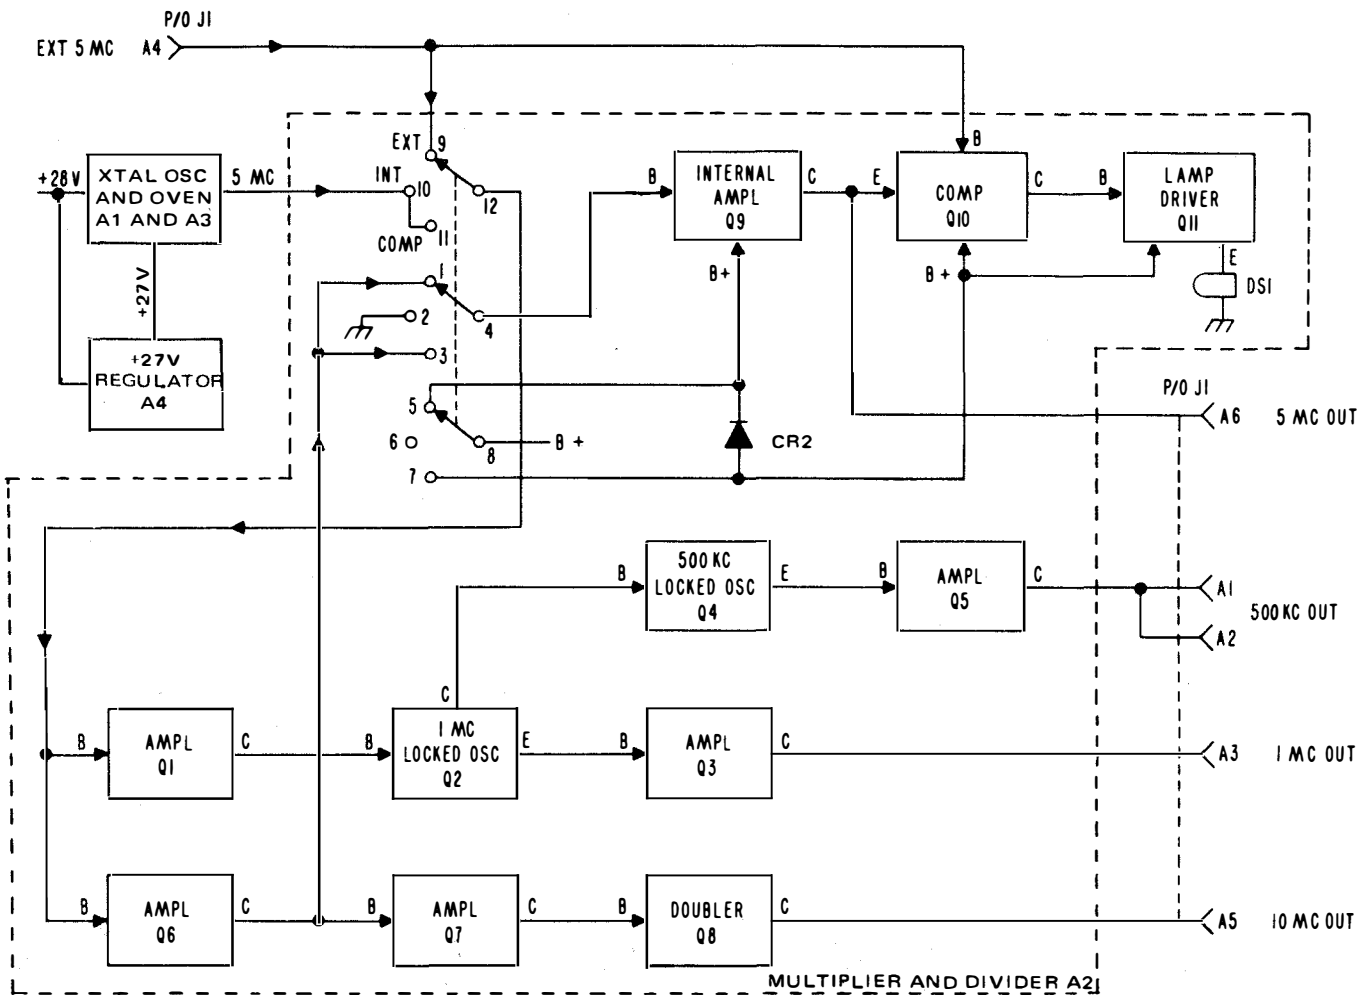 P/O J1
EXT 5 MC A4
EXT 9
+28V
XTAL OSC
AND OVEN
A1 AND A3
5 MC
INT
10
12
COMP
11
B
INTERNAL
AMPL
Q9
C
E
B
COMP
Q10
C
B
LAMP
DRIVER
Q11
E
DS1
B+
B+
+27V
+27V
REGULATOR
A4
1
2
3
4
5
6
7
8
B +
CR2
P/O J1
A6 5 MC OUT
B
500 KC
LOCKED OSC
Q4
E
B
AMPL
Q5
C
A1
500 KC OUT
A2
C
B
AMPL
Q1
C
B
1 MC
LOCKED OSC
Q2
E
B
AMPL
Q3
C
A3 1 MC OUT
B
AMPL
Q6
C
B
AMPL
Q7
C
B
DOUBLER
Q8
C
A5 10 MC OUT
MULTIPLIER AND DIVIDER A2